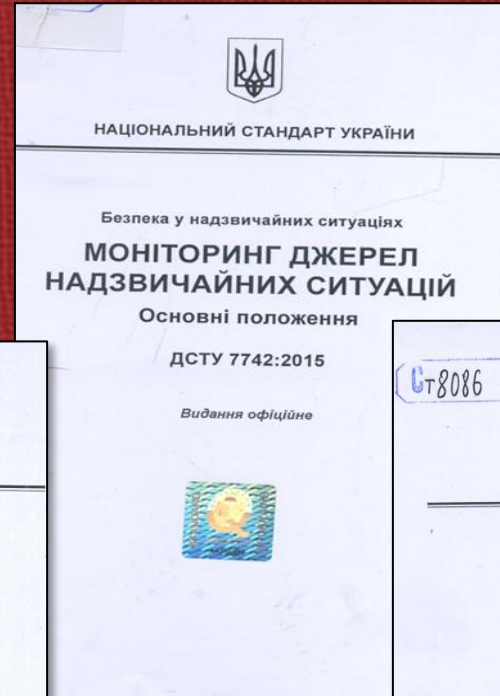 НАЦІОНАЛЬНИЙ СТАНДАРТ УКРАЇНИ
Безпека у надзвичайних ситуаціях
МОНІТОРИНГ ДЖЕРЕЛ
НАДЗВИЧАЙНИХ СИТУАЦІЙ
Основні положення
ДСТУ 7742:2015
Видання офіційне
Ст8086